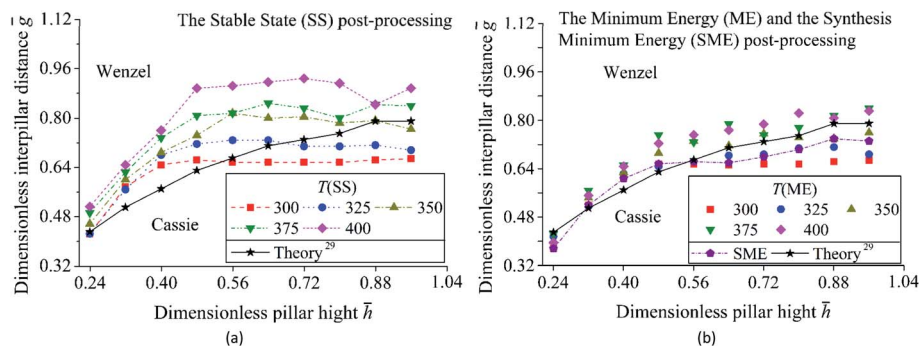 The Stable State (SS) post-processing
Dimensionless interpillar distance g̅
1.12
0.96
0.80
0.64
0.48
0.32
Wenzel
Cassie
T(SS)
300 325 350
375 400
Theory29
0.24 0.40 0.56 0.72 0.88 1.04
Dimensionless pillar hight h̅
(a)
The Minimum Energy (ME) and the Synthesis
Minimum Energy (SME) post-processing
Dimensionless interpillar distance g̅
1.12
0.96
0.80
0.64
0.48
0.32
Wenzel
Cassie
T(ME)
300 325 350
375 400
SME Theory29
0.24 0.40 0.56 0.72 0.88 1.04
Dimensionless pillar hight h̅
(b)